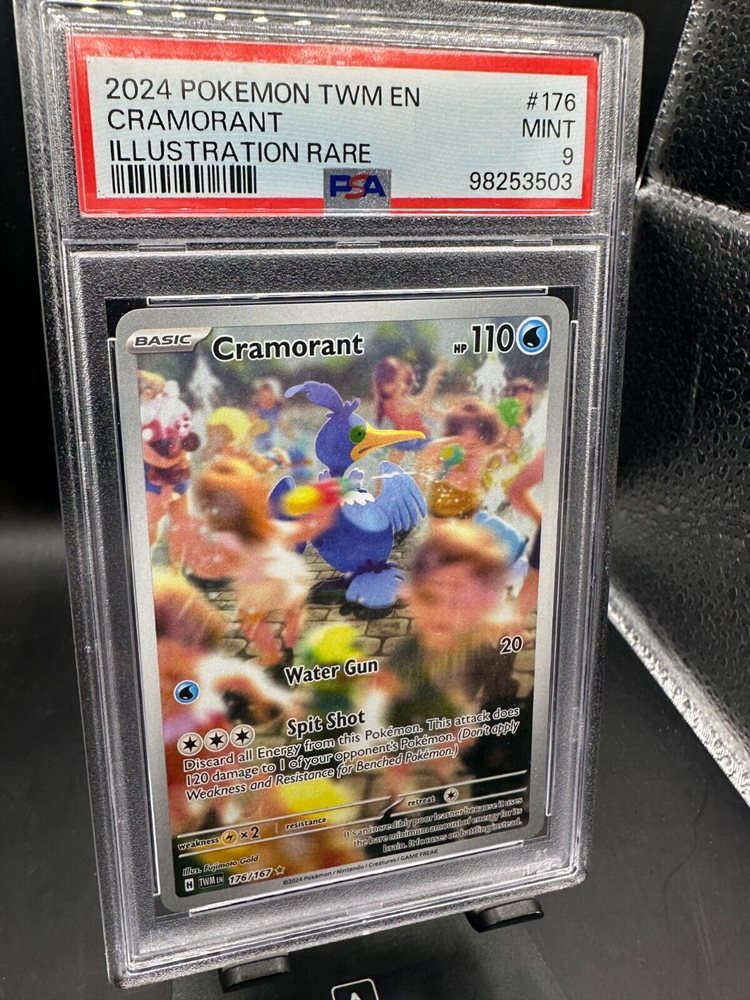 2024 POKEMON TWM EN
#176
CRAMORANT
MINT
ILLUSTRATION RARE
9
PSA
98253503
BASIC
Cramorant
HP 110
Water Gun
20
Spit Shot
Discard all Energy from this Pokémon. This attack does
120 damage to 1 of your opponent's Pokémon. (Don't apply
Weakness and Resistance for Benched Pokémon.)
weakness ×2
resistance
retreat
It's an incredibly poor learner because it uses
the bare minimum amount of energy for its
brain. It focuses on battling instead.
Illus. Fujimoto Gold
H TWM EN 176/167
©2024 Pokémon / Nintendo / Creatures / GAME FREAK
A